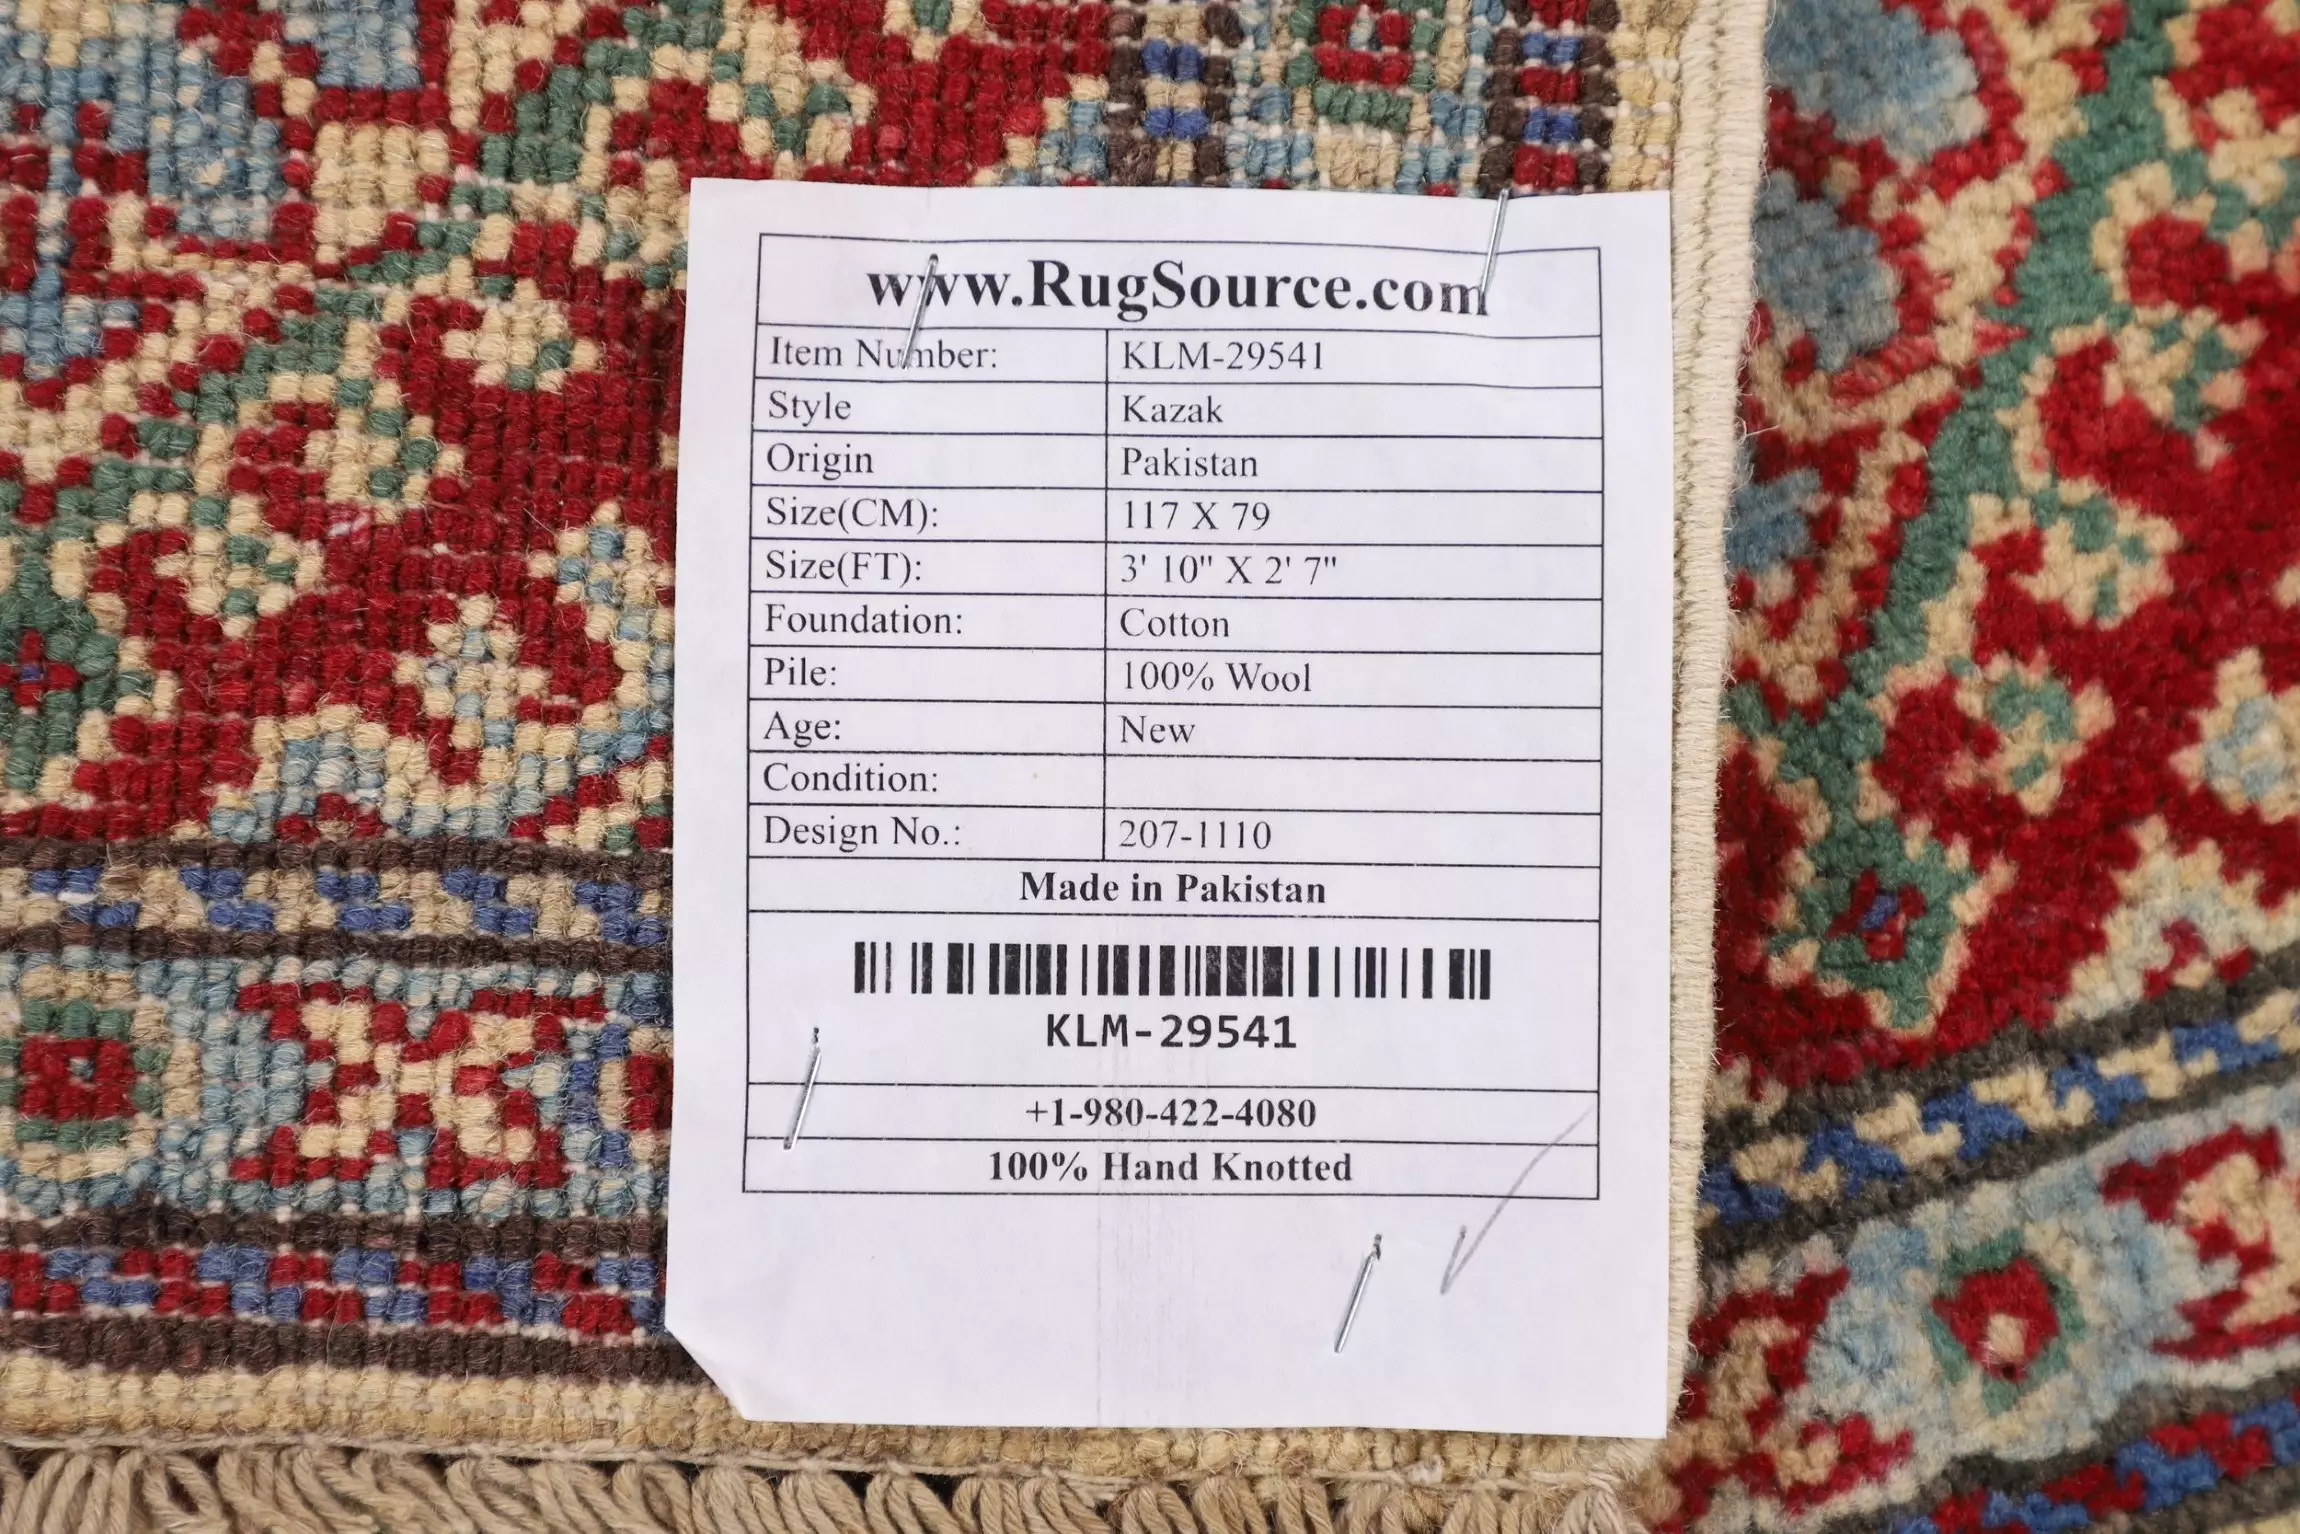 www.RugSource.com
Item Number: KLM-29541
Style Kazak
Origin Pakistan
Size(CM): 117 X 79
Size(FT): 3' 10" X 2' 7"
Foundation: Cotton
Pile: 100% Wool
Age: New
Condition:
Design No.: 207-1110
Made in Pakistan
KLM-29541
+1-980-422-4080
100% Hand Knotted